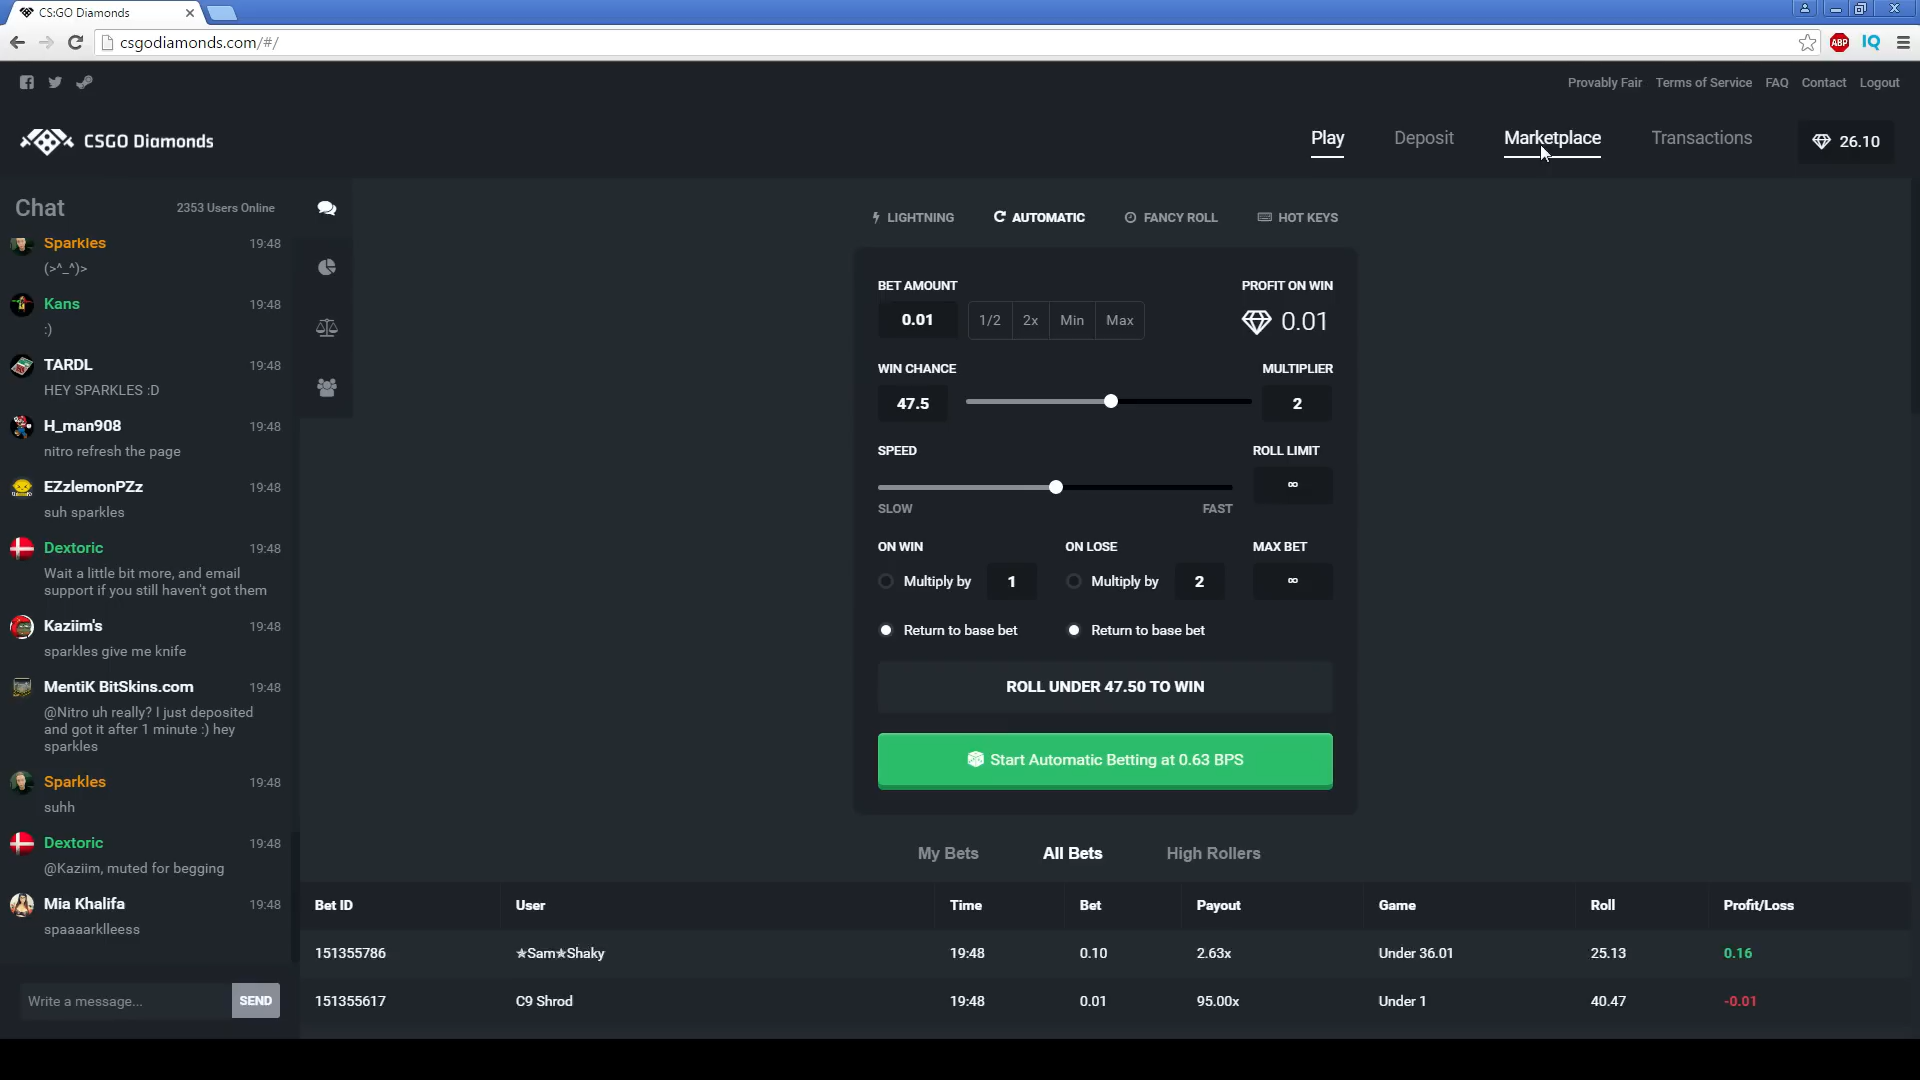 CS:GO Diamonds
csgodiamonds.com/#/
ABP
IQ
Provably Fair Terms of Service FAQ Contact Logout
CSGO Diamonds
Play Deposit Marketplace Transactions 26.10
Chat 2353 Users Online
Sparkles 19:48
(>^_^)>
Kans 19:48
:)
TARDL 19:48
HEY SPARKLES :D
H_man908 19:48
nitro refresh the page
EZzlemonPZz 19:48
suh sparkles
Dextoric 19:48
Wait a little bit more, and email
support if you still haven't got them
Kaziim's 19:48
sparkles give me knife
MentiK BitSkins.com 19:48
@Nitro uh really? I just deposited
and got it after 1 minute :) hey
sparkles
Sparkles 19:48
suhh
Dextoric 19:48
@Kaziim, muted for begging
Mia Khalifa 19:48
spaaaarklleess
Write a message... SEND
LIGHTNING AUTOMATIC FANCY ROLL HOT KEYS
BET AMOUNT PROFIT ON WIN
0.01 1/2 2x Min Max 0.01
WIN CHANCE MULTIPLIER
47.5 2
SPEED ROLL LIMIT
∞
SLOW FAST
ON WIN ON LOSE MAX BET
Multiply by 1 Multiply by 2 ∞
Return to base bet Return to base bet
ROLL UNDER 47.50 TO WIN
Start Automatic Betting at 0.63 BPS
My Bets All Bets High Rollers
Bet ID User Time Bet Payout Game Roll Profit/Loss
151355786 ★Sam★Shaky 19:48 0.10 2.63x Under 36.01 25.13 0.16
151355617 C9 Shrod 19:48 0.01 95.00x Under 1 40.47 -0.01